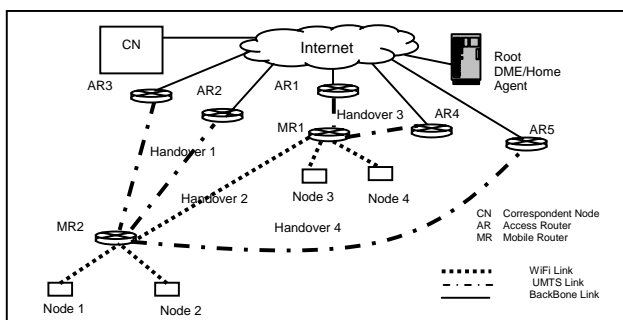 CN
Internet
Root
DME/Home
Agent
AR3
AR2
AR1
AR4
AR5
MR1
Handover 3
Handover 1
Node 3
Node 4
Handover 2
Handover 4
MR2
Node 1
Node 2
CN Correspondent Node
AR Access Router
MR Mobile Router
WiFi Link
UMTS Link
BackBone Link